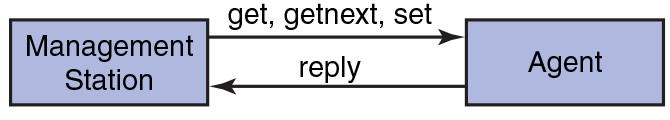 get, getnext, set
Management
Station
Agent
reply